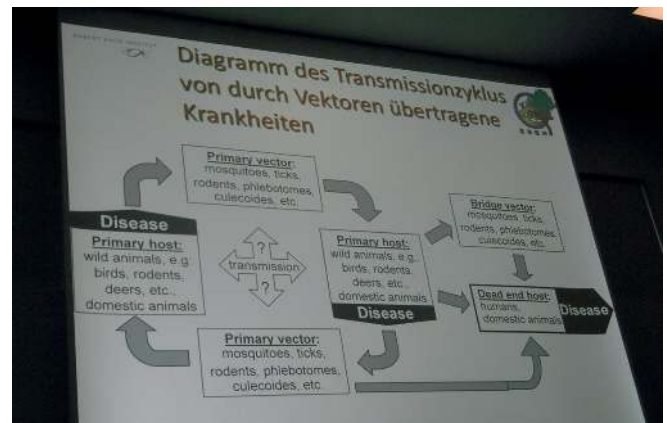 ROBERT KOCH INSTITUT
Diagramm des Transmissionzyklus
von durch Vektoren übertragene
Krankheiten
Primary vector:
mosquitoes, ticks,
rodents, phlebotomes,
culecoides, etc.
Disease
Primary host:
wild animals, e.g
birds, rodents,
deers, etc.,
domestic animals
?
?
transmission
?
?
Primary host:
wild animals, e.g.,
birds, rodents,
deers, etc.,
domestic animals
Disease
Bridge vector:
mosquitoes, ticks,
rodents, phlebotomes,
culecoides, etc.
Dead end host:
humans,
domestic animals
Disease
Primary vector:
mosquitoes, ticks,
rodents, phlebotomes,
culecoides, etc.